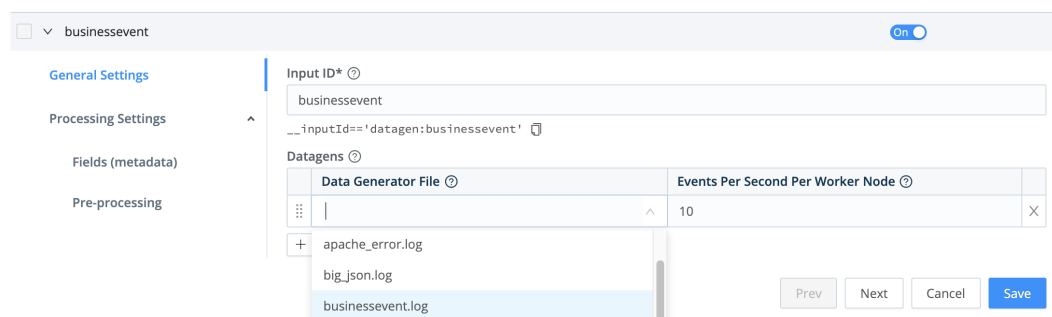 businessevent
On
General Settings
Processing Settings
Fields (metadata)
Pre-processing
Input ID*
businessevent
__inputId=='datagen:businessevent'
Datagens
Data Generator File
Events Per Second Per Worker Node
10
X
+
apache_error.log
big_json.log
businessevent.log
Prev
Next
Cancel
Save